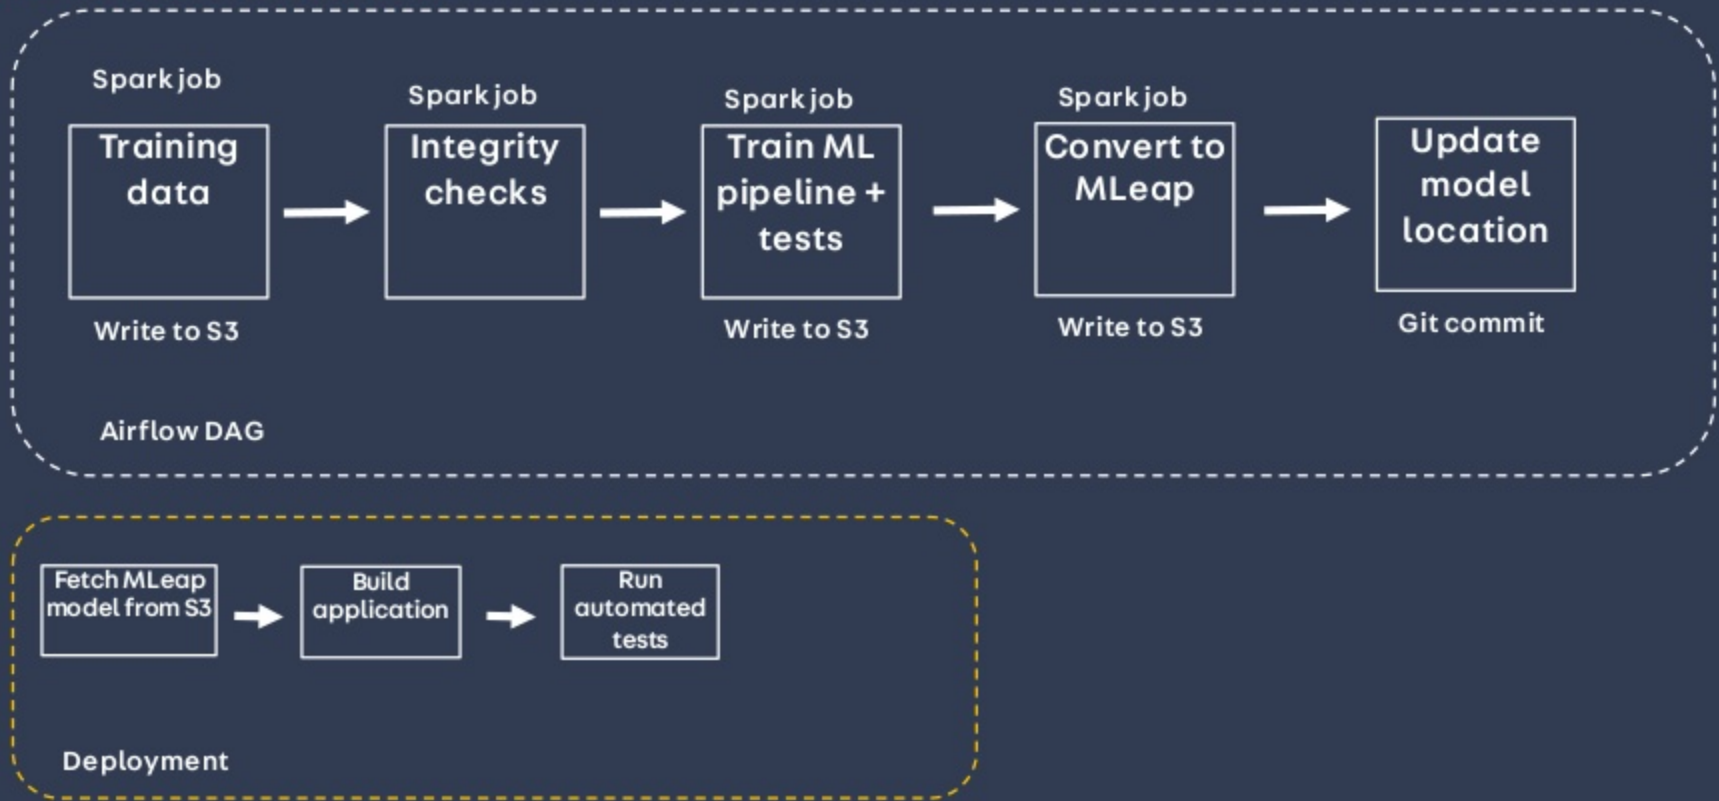 Spark job
Spark job
Spark job
Spark job
Training
data
Integrity
checks
Train ML
pipeline +
tests
Convert to
MLeap
Update
model
location
Write to S3
Write to S3
Write to S3
Git commit
Airflow DAG
Fetch MLeap
model from S3
Build
application
Run
automated
tests
Deployment